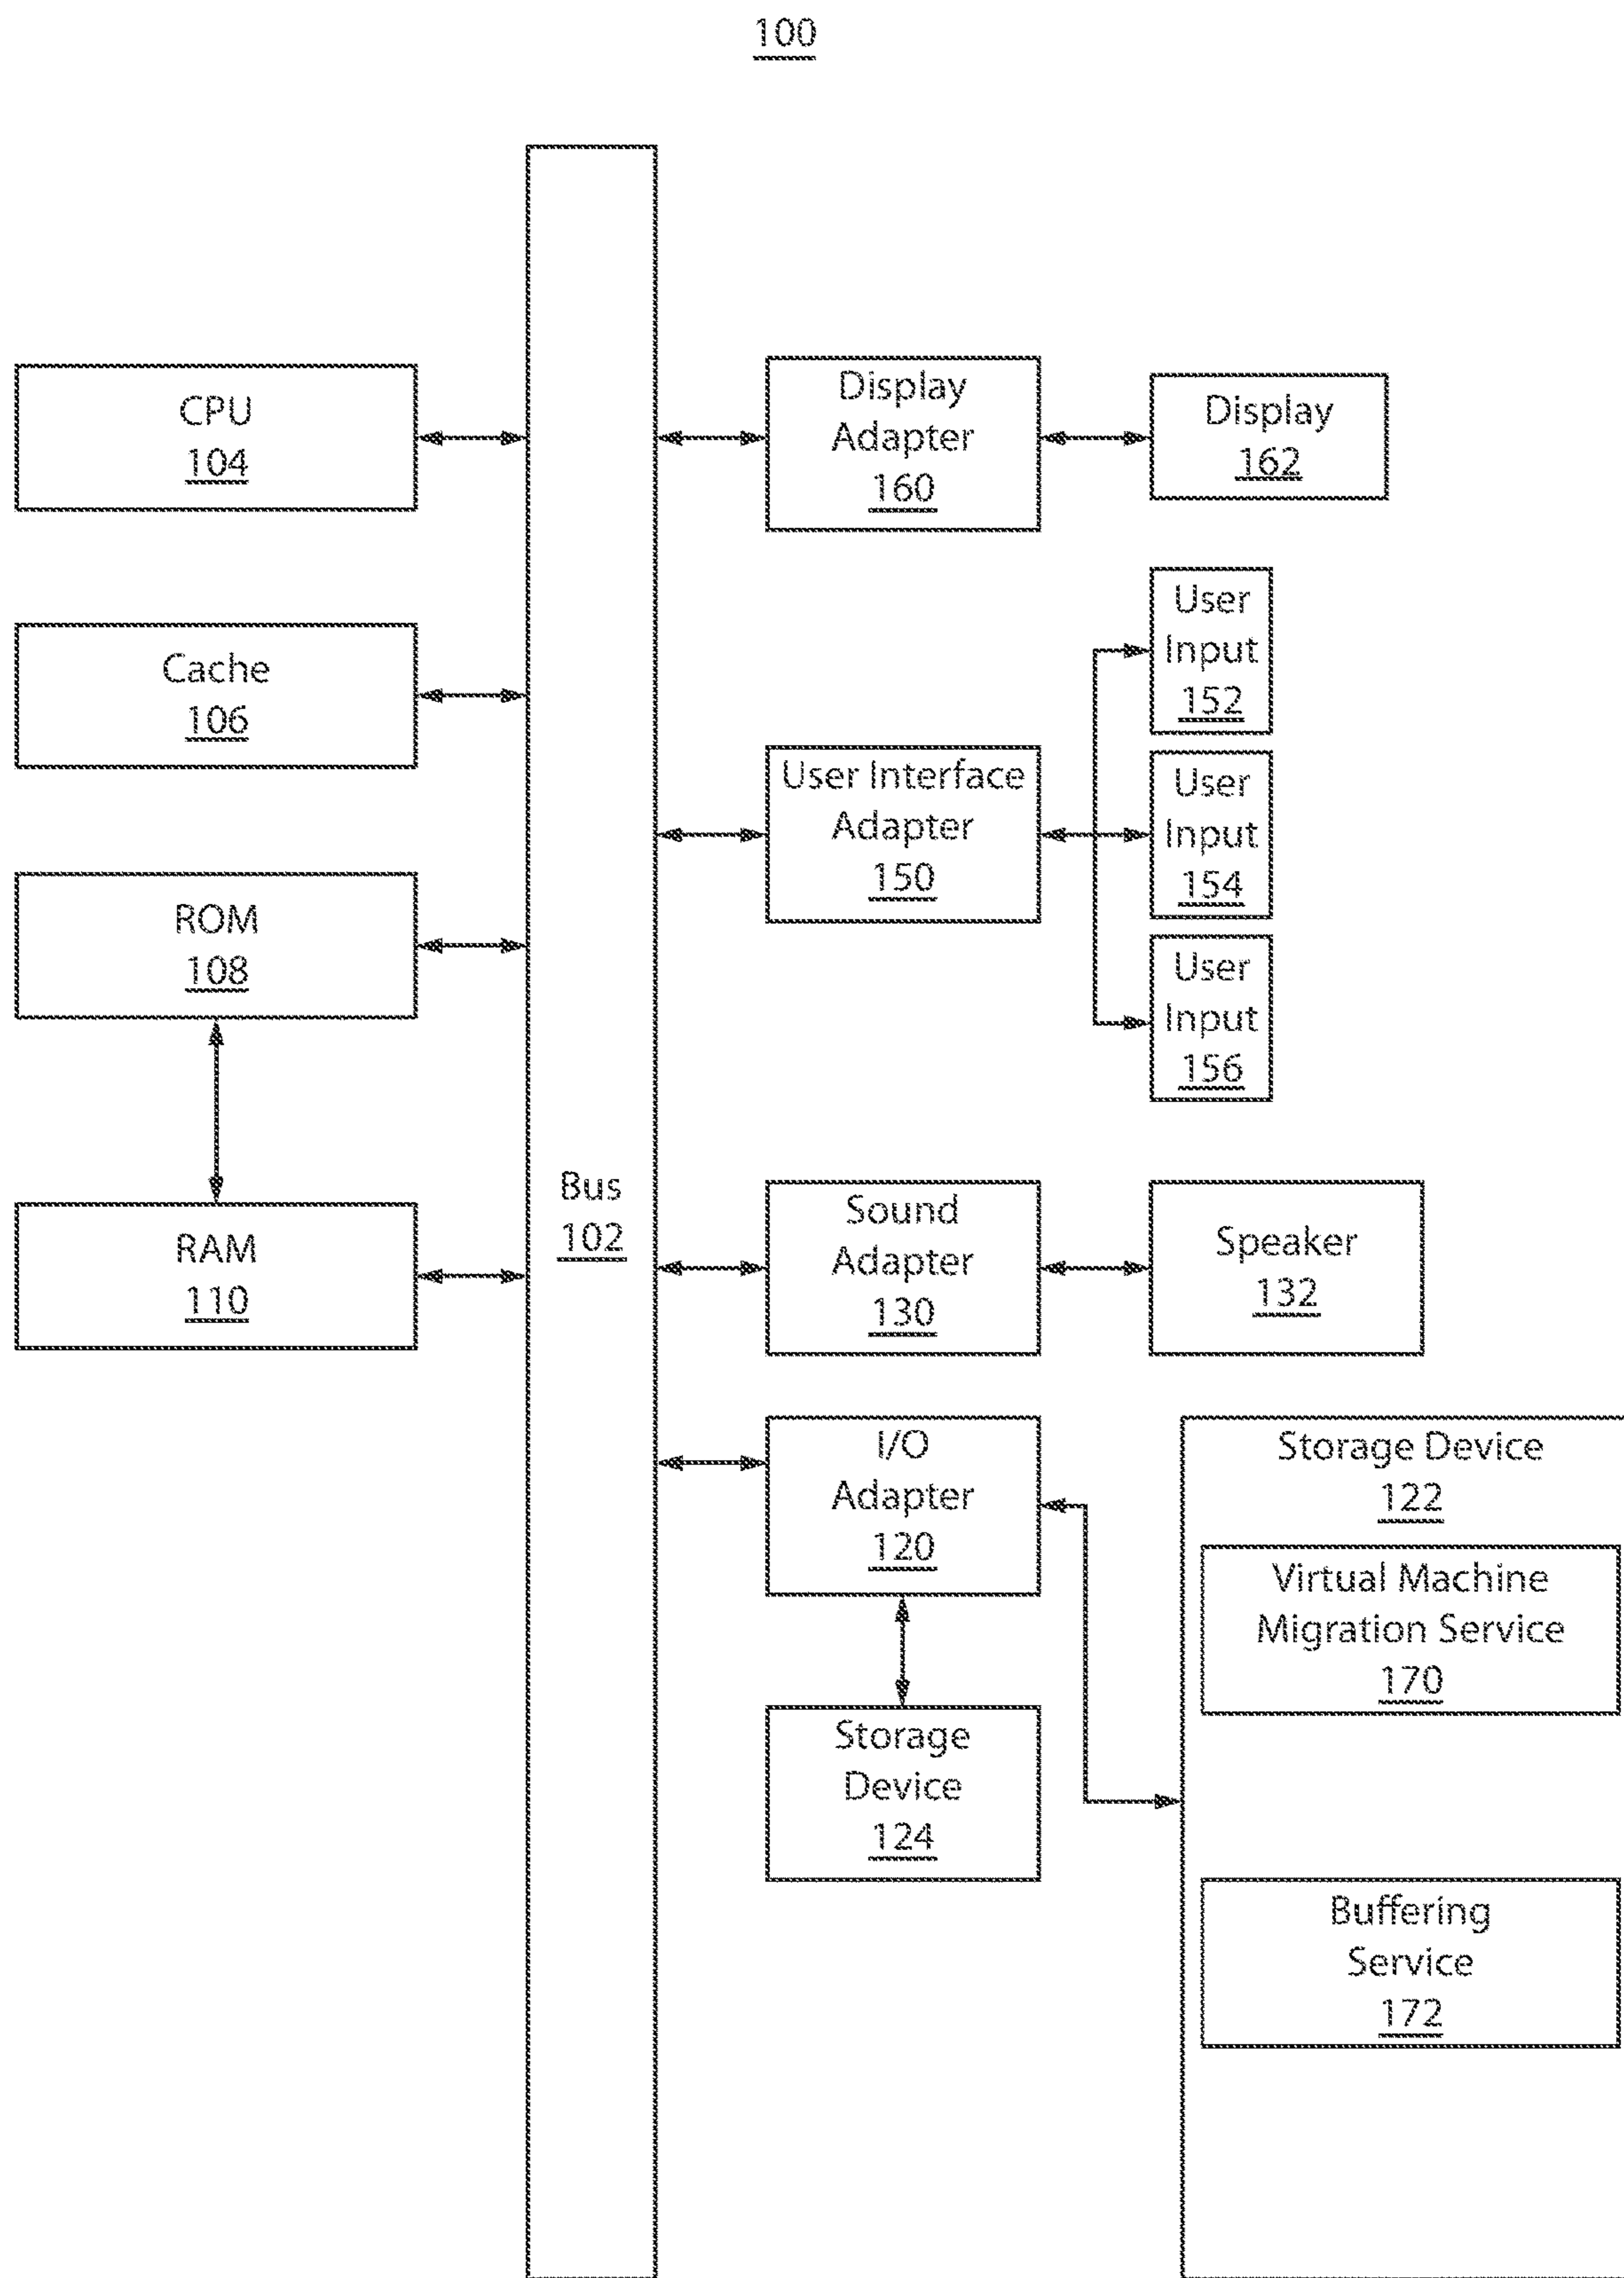 100
CPU
104
Cache
106
ROM
108
RAM
110
Bus
102
Display
Adapter
160
Display
162
User Interface
Adapter
150
User
Input
152
User
Input
154
User
Input
156
Sound
Adapter
130
Speaker
132
I/O
Adapter
120
Storage
Device
124
Storage Device
122
Virtual Machine
Migration Service
170
Buffering
Service
172